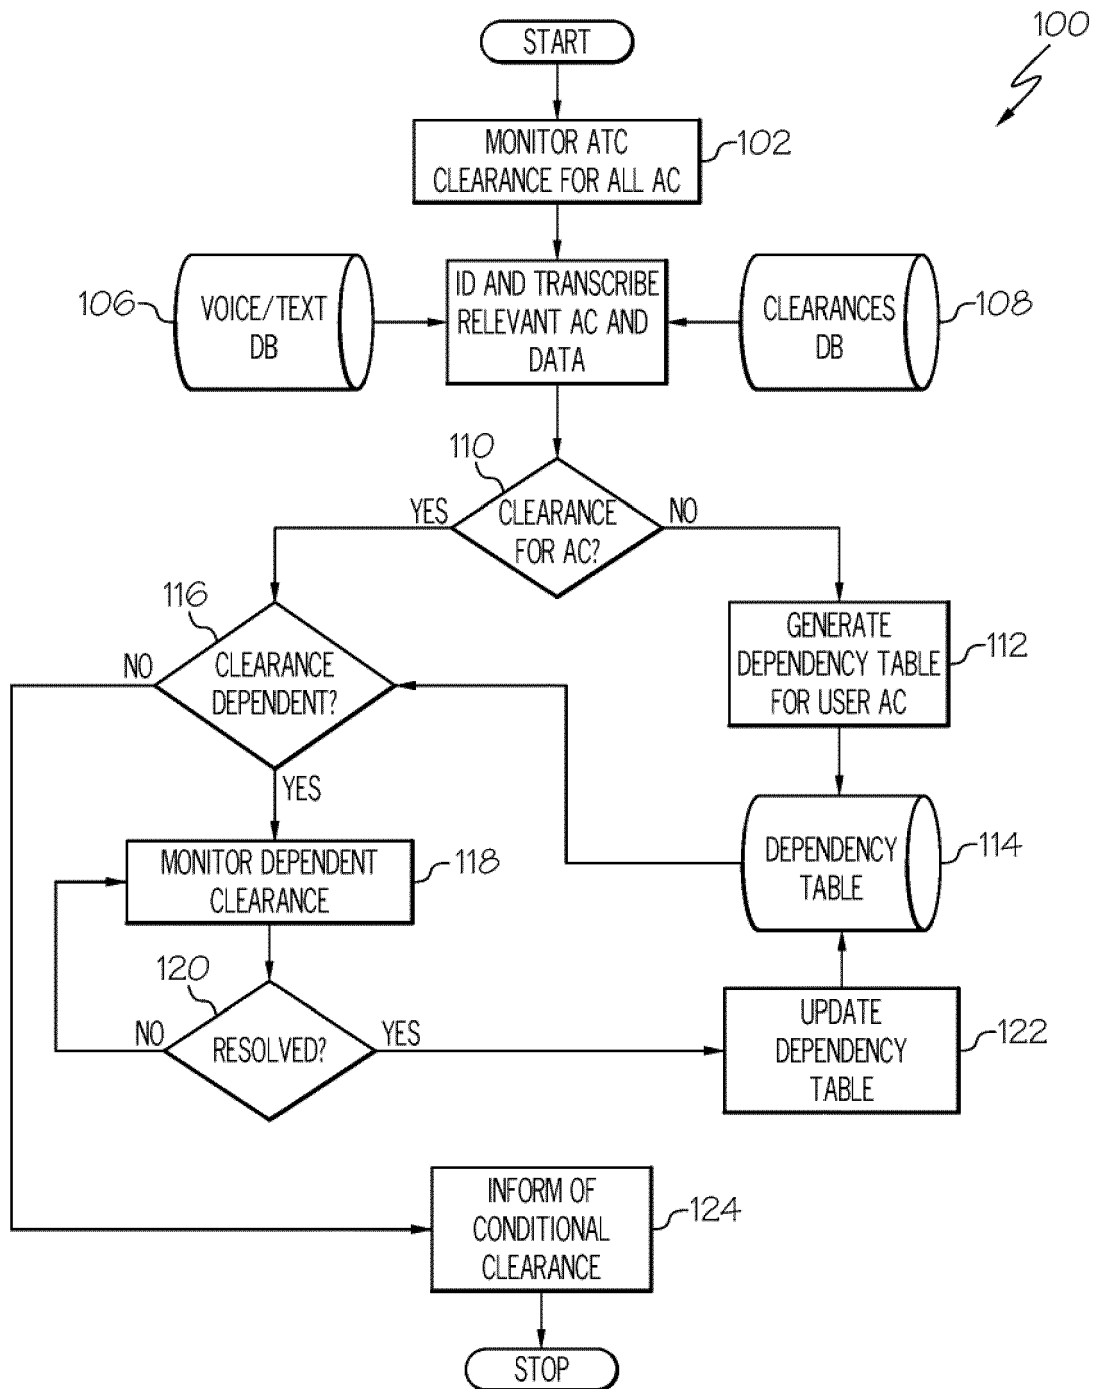 START
100
MONITOR ATC
CLEARANCE FOR ALL AC
102
106
VOICE/TEXT
DB
ID AND TRANSCRIBE
RELEVANT AC AND
DATA
CLEARANCES
DB
108
110
YES
CLEARANCE
FOR AC?
NO
116
NO
CLEARANCE
DEPENDENT?
YES
GENERATE
DEPENDENCY TABLE
FOR USER AC
112
MONITOR DEPENDENT
CLEARANCE
118
DEPENDENCY
TABLE
114
120
NO
RESOLVED?
YES
UPDATE
DEPENDENCY
TABLE
122
INFORM OF
CONDITIONAL
CLEARANCE
124
STOP